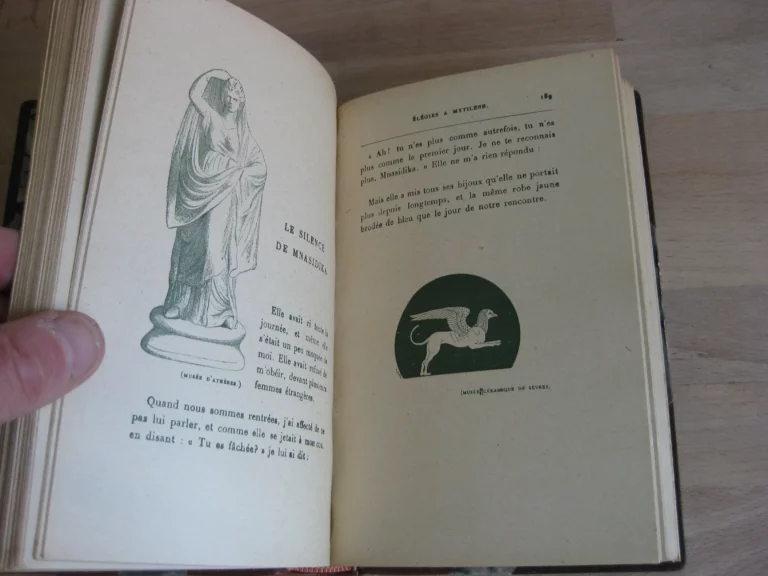 LE SILENCE
DE MNASIDIKA
Elle avait ri toute la
journée, et même elle
s'était un peu moquée de
moi. Elle avait refusé de
m'obéir, devant plusieurs
femmes étrangères.
(MUSÉE D'ATHÈNES)
Quand nous sommes rentrées, j'ai affecté de ne
pas lui parler, et comme elle se jetait à mon cou,
en disant : « Tu es fâchée? » je lui ai dit :
ÉLÉGIES A MYTILÈNE. 189
« Ah! tu n'es plus comme autrefois, tu n'es
plus comme le premier jour. Je ne te reconnais
plus, Mnasidika. » Elle ne m'a rien répondu :
Mais elle a mis tous ses bijoux qu'elle ne portait
plus depuis longtemps, et la même robe jaune
brodée de bleu que le jour de notre rencontre.
(MUSÉE CÉRAMIQUE DE SÈVRES.